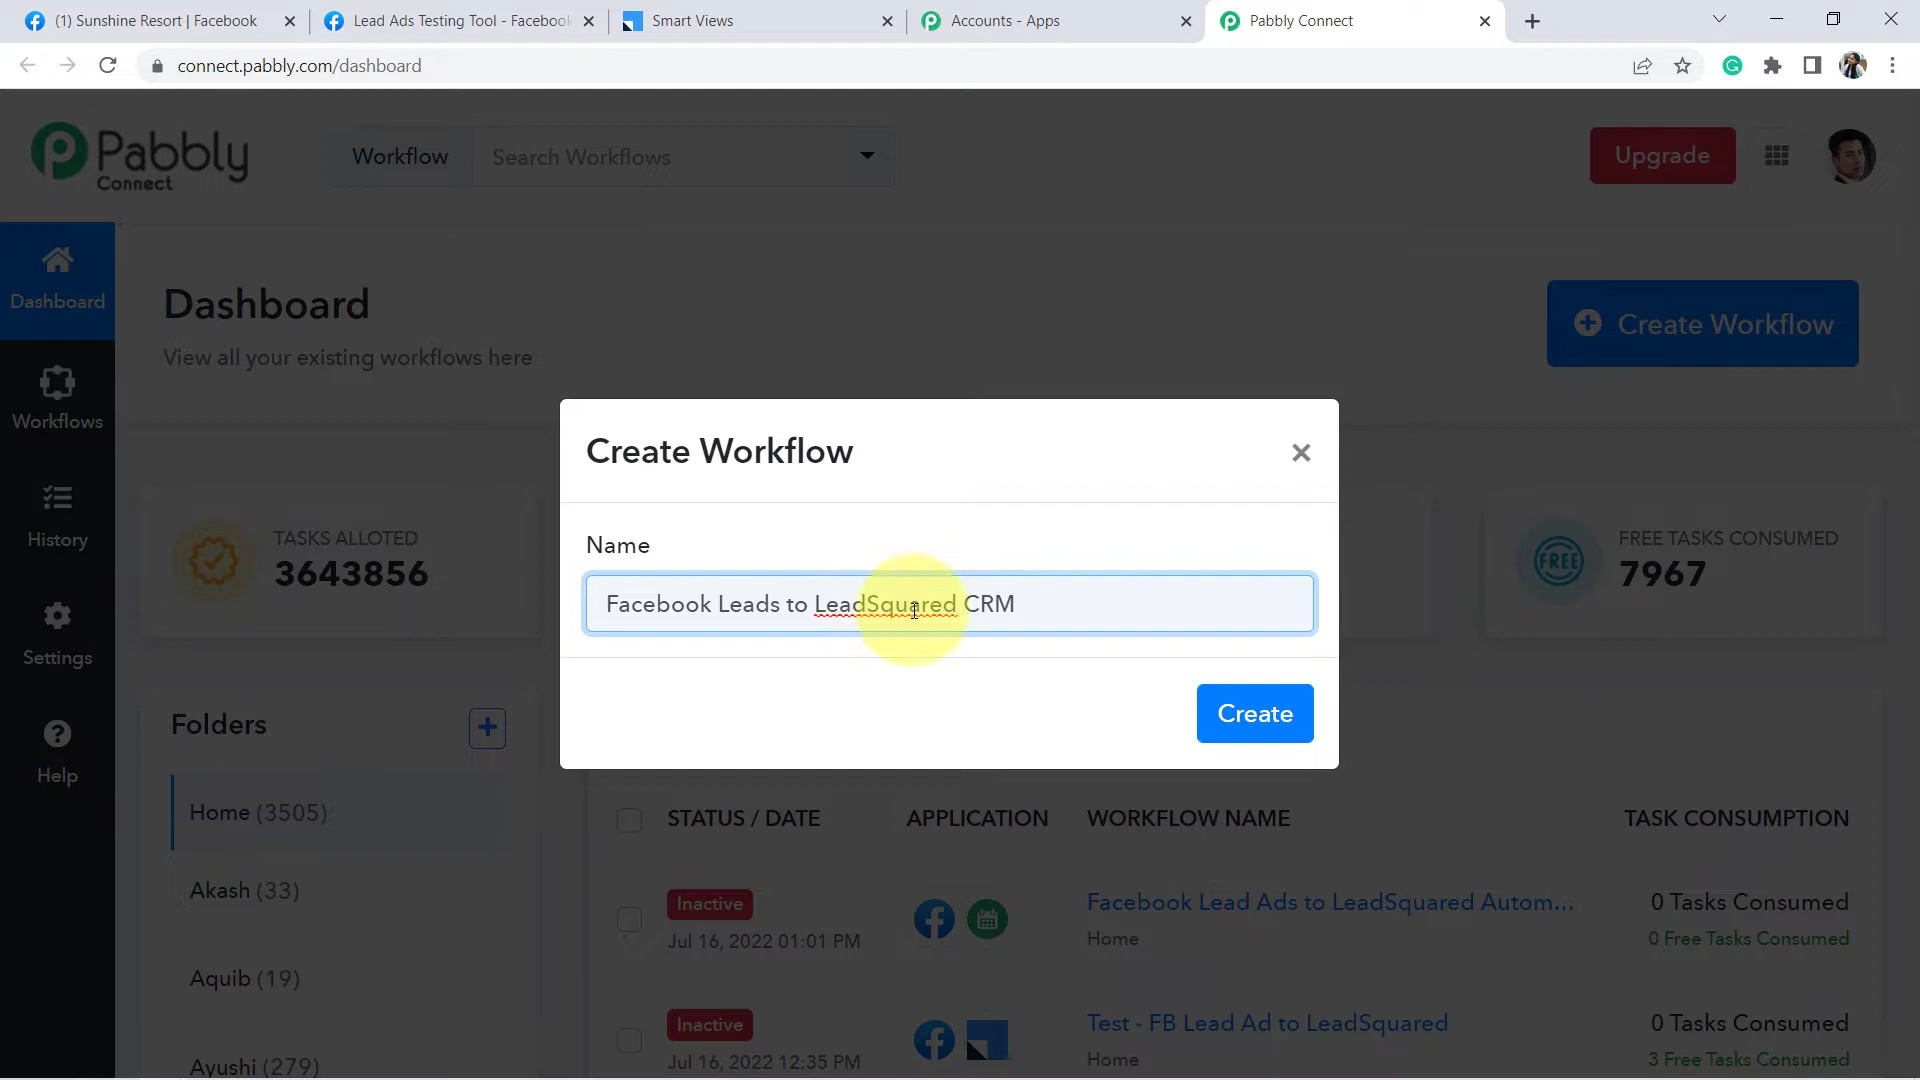 (1) Sunshine Resort | Facebook
Lead Ads Testing Tool - Facebook
Smart Views
Accounts - Apps
Pabbly Connect
connect.pabbly.com/dashboard
Pabbly
Connect
Workflow
Search Workflows
Upgrade
Dashboard
Dashboard
View all your existing workflows here
Create Workflow
Workflows
Create Workflow
History
TASKS ALLOTED
3643856
Name
Facebook Leads to LeadSquared CRM
FREE
FREE TASKS CONSUMED
7967
Settings
Create
Folders
Help
Home (3505)
STATUS / DATE
APPLICATION
WORKFLOW NAME
TASK CONSUMPTION
Akash (33)
Inactive
Jul 16, 2022 01:01 PM
Facebook Lead Ads to LeadSquared Autom...
Home
0 Tasks Consumed
0 Free Tasks Consumed
Aquib (19)
Inactive
Jul 16, 2022 12:35 PM
Test - FB Lead Ad to LeadSquared
Home
0 Tasks Consumed
3 Free Tasks Consumed
Ayushi (279)